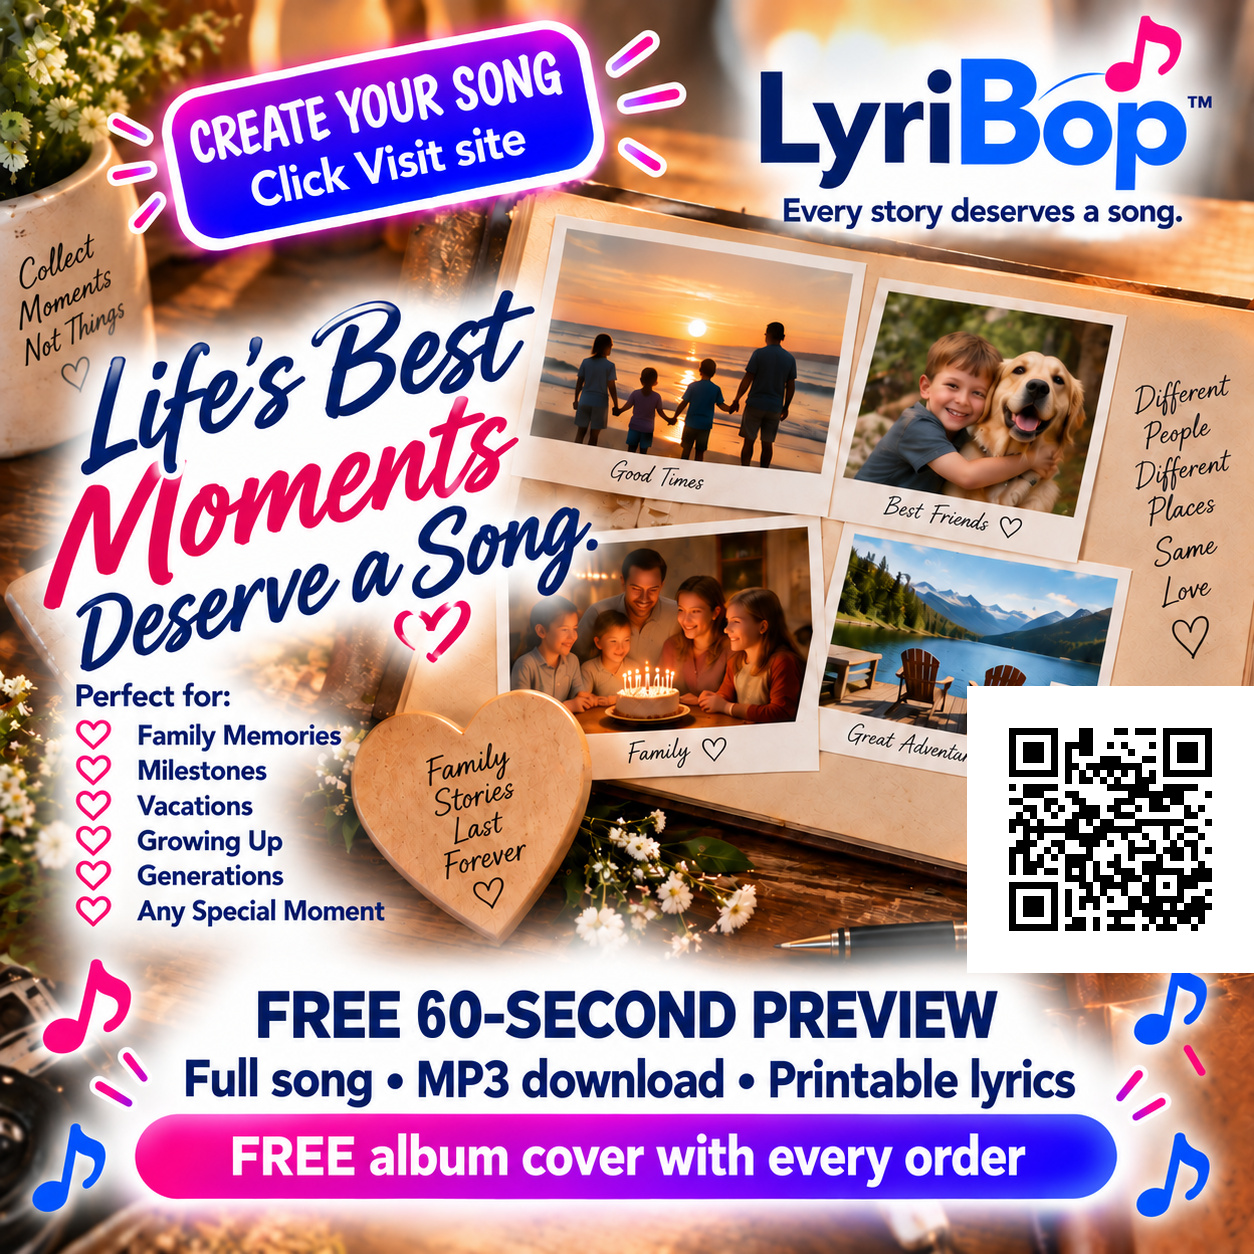 CREATE YOUR SONG
Click Visit site
LyriBop™
Every story deserves a song.
Collect
Moments
Not Things
Life's Best
Moments
Deserve a Song.
Good Times
Best Friends
Different
People
Different
Places
Same
Love
Perfect for:
Family Memories
Milestones
Vacations
Growing Up
Generations
Any Special Moment
Family
Stories
Last
Forever
Family
Great
FREE 60-SECOND PREVIEW
Full song • MP3 download • Printable lyrics
FREE album cover with every order